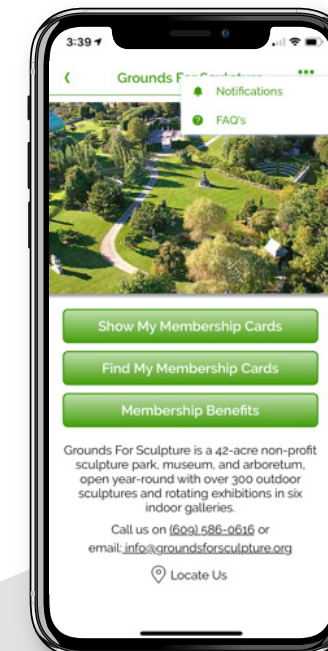 3:39
Grounds For Sculpture
Notifications
FAQ's
Show My Membership Cards
Find My Membership Cards
Membership Benefits
Grounds For Sculpture is a 42-acre non-profit
sculpture park, museum, and arboretum,
open year-round with over 300 outdoor
sculptures and rotating exhibitions in six
indoor galleries.
Call us on (609) 586-0616 or
email: info@groundsforsculpture.org
Locate Us